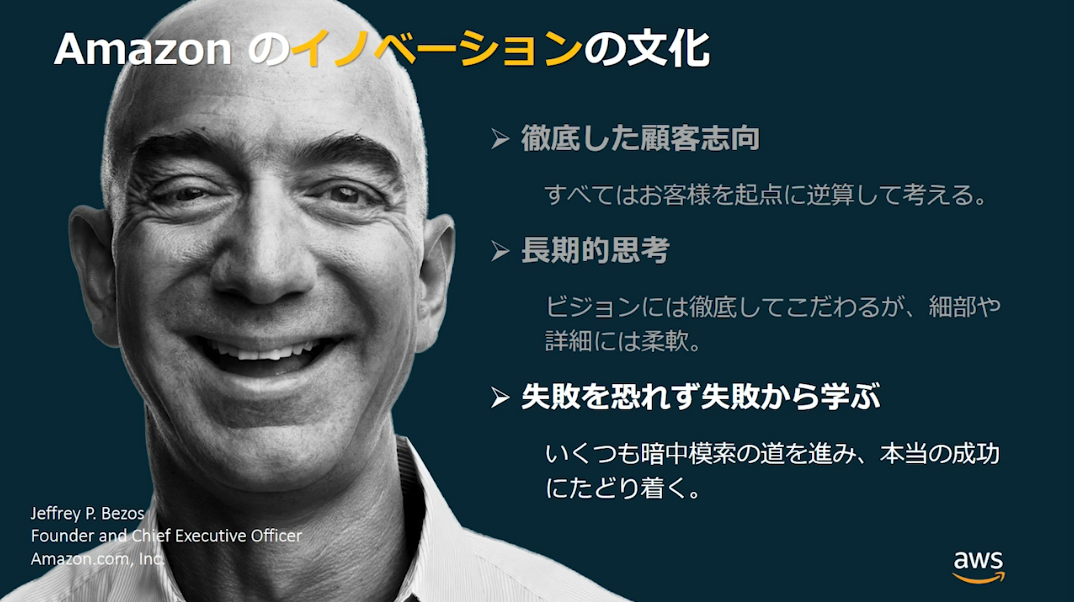 Amazon のイノベーションの文化
➢ 徹底した顧客志向
すべてはお客様を起点に逆算して考える。
➢ 長期的思考
ビジョンには徹底してこだわるが、細部や
詳細には柔軟。
➢ 失敗を恐れず失敗から学ぶ
いくつも暗中模索の道を進み、本当の成功
にたどり着く。
Jeffrey P. Bezos
Founder and Chief Executive Officer
Amazon.com, Inc.
aws